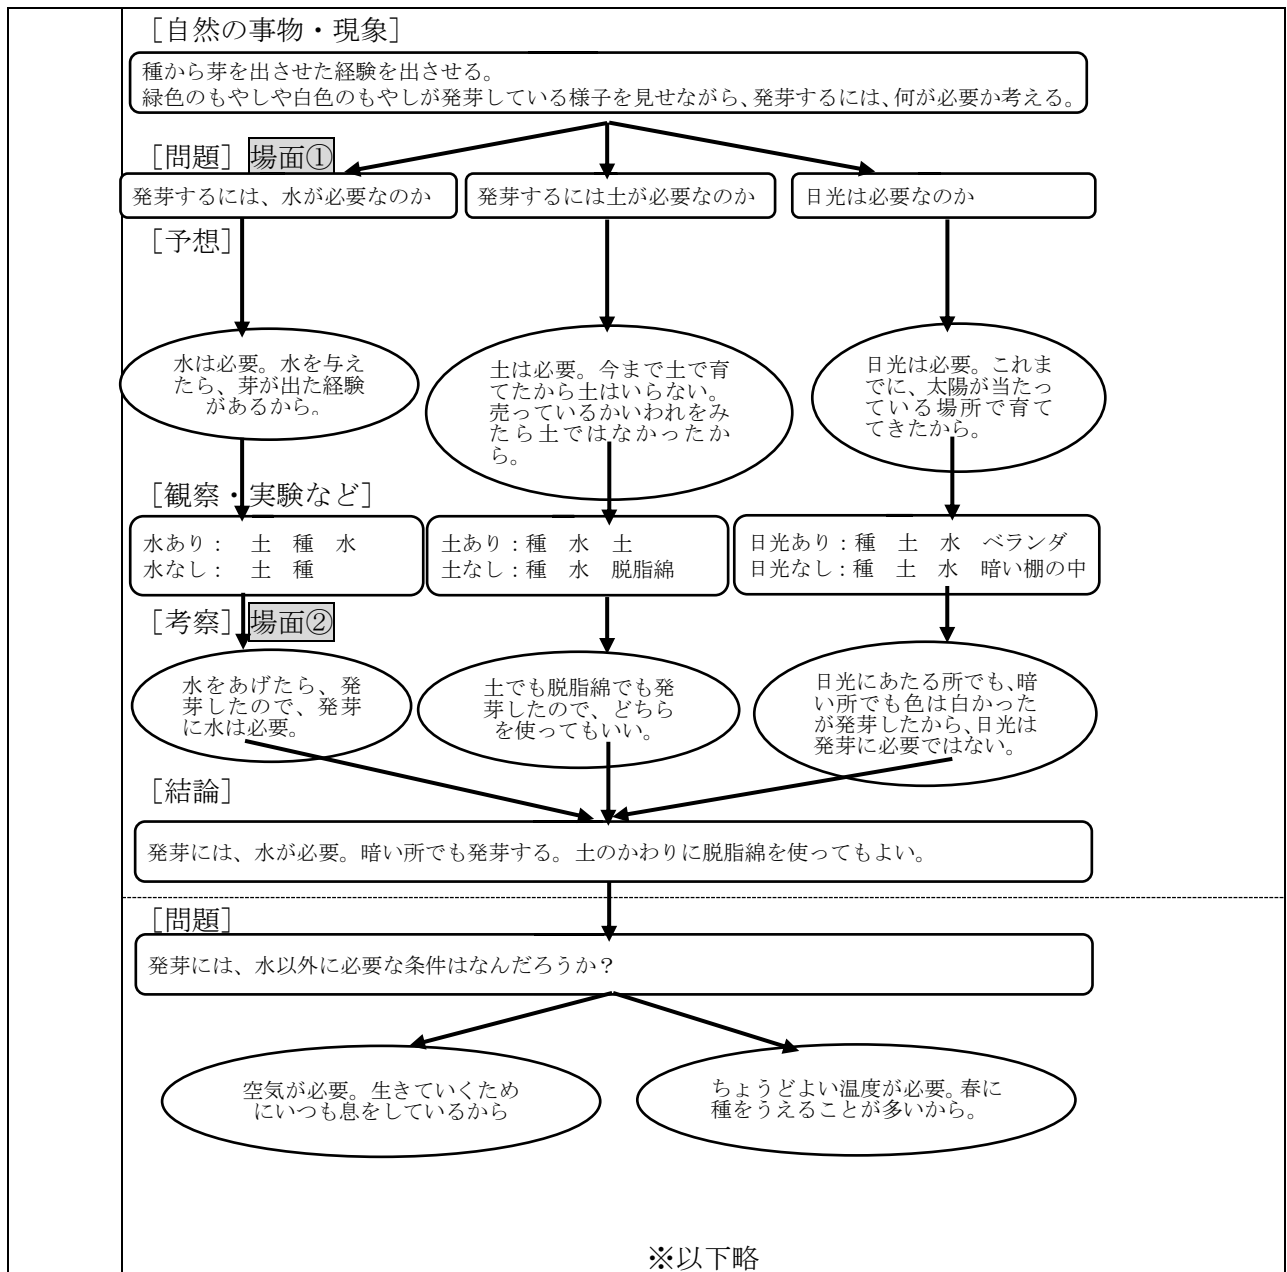 ［自然の事物・現象］
種から芽を出させた経験を出させる。
緑色のもやしや白色のもやしが発芽している様子を見せながら、発芽するには、何が必要か考える。
［問題］ 場面①
発芽するには、水が必要なのか
発芽するには土が必要なのか
日光は必要なのか
［予想］
水は必要。水を与え
たら、芽が出た経験
があるから。
土は必要。今まで土で育
てたから土はいらない。
売っているかいわれをみ
たら土ではなかったか
ら。
日光は必要。これま
でに、太陽が当たっ
ている場所で育て
てきたから。
［観察・実験など］
水あり： 土 種 水
水なし： 土 種
土あり：種 水 土
土なし：種 水 脱脂綿
日光あり：種 土 水 ベランダ
日光なし：種 土 水 暗い棚の中
［考察］ 場面②
水をあげたら、発
芽したので、発芽
に水は必要。
土でも脱脂綿でも発
芽したので、どちら
を使ってもいい。
日光にあたる所でも、暗
い所でも色は白かった
が発芽したから、日光は
発芽に必要ではない。
［結論］
発芽には、水が必要。暗い所でも発芽する。土のかわりに脱脂綿を使ってもよい。
［問題］
発芽には、水以外に必要な条件はなんだろうか？
空気が必要。生きていくため
にいつも息をしているから
ちょうどよい温度が必要。春に
種をうえることが多いから。
※以下略